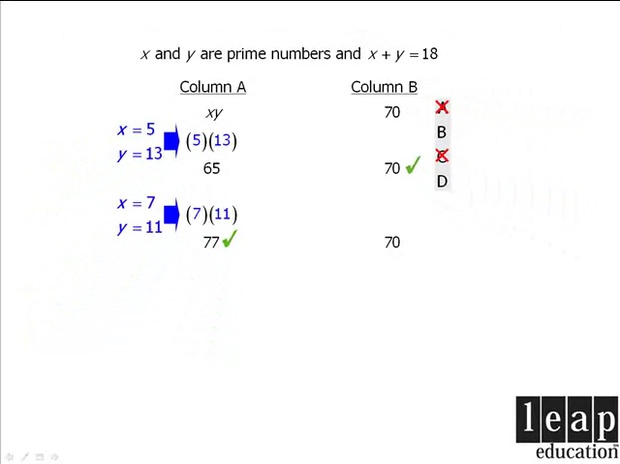 x and y are prime numbers and x + y = 18
Column A Column B
xy 70 A
x = 5
y = 13 (5)(13) B
65 70 ✓ C
D
x = 7
y = 11 (7)(11)
77 ✓ 70
leap
education™